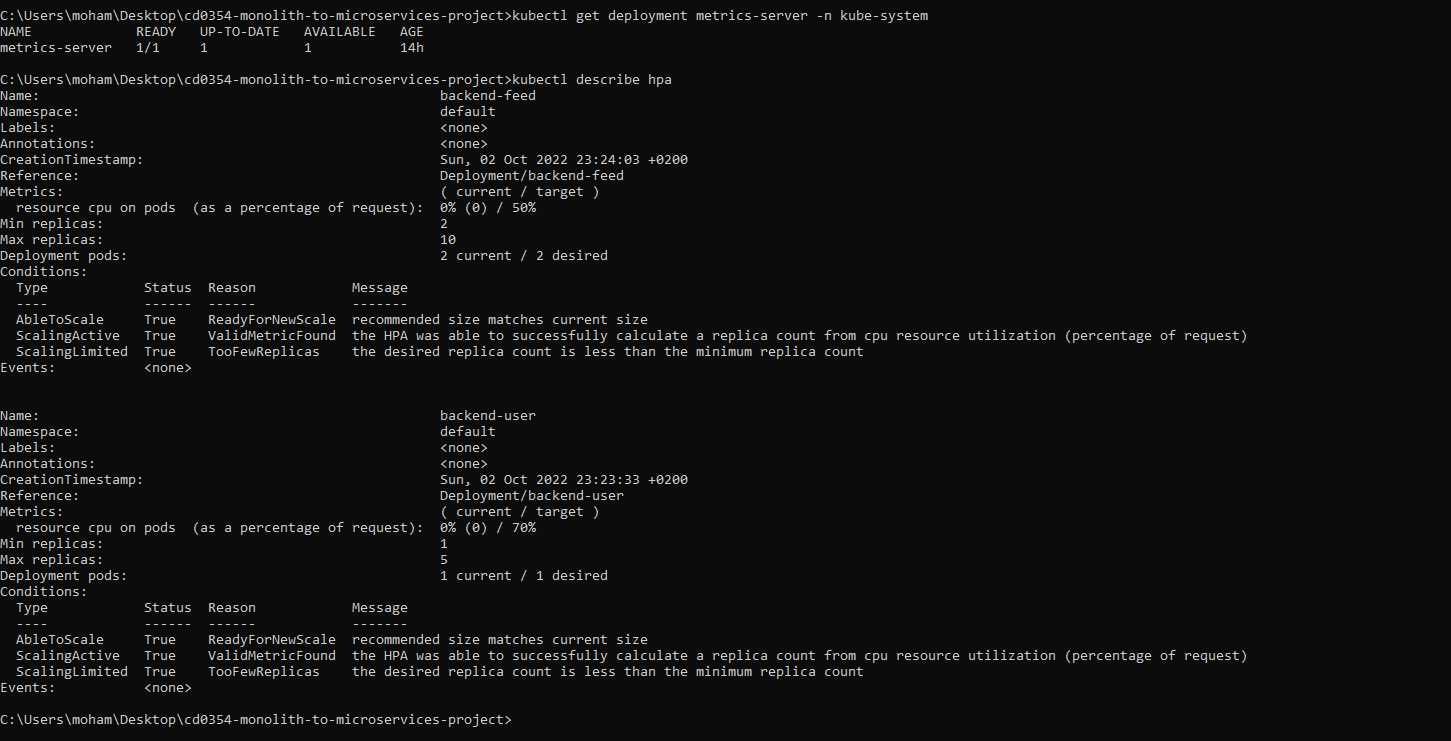 C:\Users\moham\Desktop\cd0354-monolith-to-microservices-project>kubectl get deployment metrics-server -n kube-system
NAME             READY   UP-TO-DATE   AVAILABLE   AGE
metrics-server   1/1     1            1           14h
C:\Users\moham\Desktop\cd0354-monolith-to-microservices-project>kubectl describe hpa
Name:                                                  backend-feed
Namespace:                                             default
Labels:                                                <none>
Annotations:                                           <none>
CreationTimestamp:                                     Sun, 02 Oct 2022 23:24:03 +0200
Reference:                                             Deployment/backend-feed
Metrics:                                               ( current / target )
  resource cpu on pods  (as a percentage of request):  0% (0) / 50%
Min replicas:                                          2
Max replicas:                                          10
Deployment pods:                                       2 current / 2 desired
Conditions:
  Type            Status  Reason            Message
  ----            ------  ------            -------
  AbleToScale     True    ReadyForNewScale  recommended size matches current size
  ScalingActive   True    ValidMetricFound  the HPA was able to successfully calculate a replica count from cpu resource utilization (percentage of request)
  ScalingLimited  True    TooFewReplicas    the desired replica count is less than the minimum replica count
Events:           <none>
Name:                                                  backend-user
Namespace:                                             default
Labels:                                                <none>
Annotations:                                           <none>
CreationTimestamp:                                     Sun, 02 Oct 2022 23:23:33 +0200
Reference:                                             Deployment/backend-user
Metrics:                                               ( current / target )
  resource cpu on pods  (as a percentage of request):  0% (0) / 70%
Min replicas:                                          1
Max replicas:                                          5
Deployment pods:                                       1 current / 1 desired
Conditions:
  Type            Status  Reason            Message
  ----            ------  ------            -------
  AbleToScale     True    ReadyForNewScale  recommended size matches current size
  ScalingActive   True    ValidMetricFound  the HPA was able to successfully calculate a replica count from cpu resource utilization (percentage of request)
  ScalingLimited  True    TooFewReplicas    the desired replica count is less than the minimum replica count
Events:           <none>
C:\Users\moham\Desktop\cd0354-monolith-to-microservices-project>